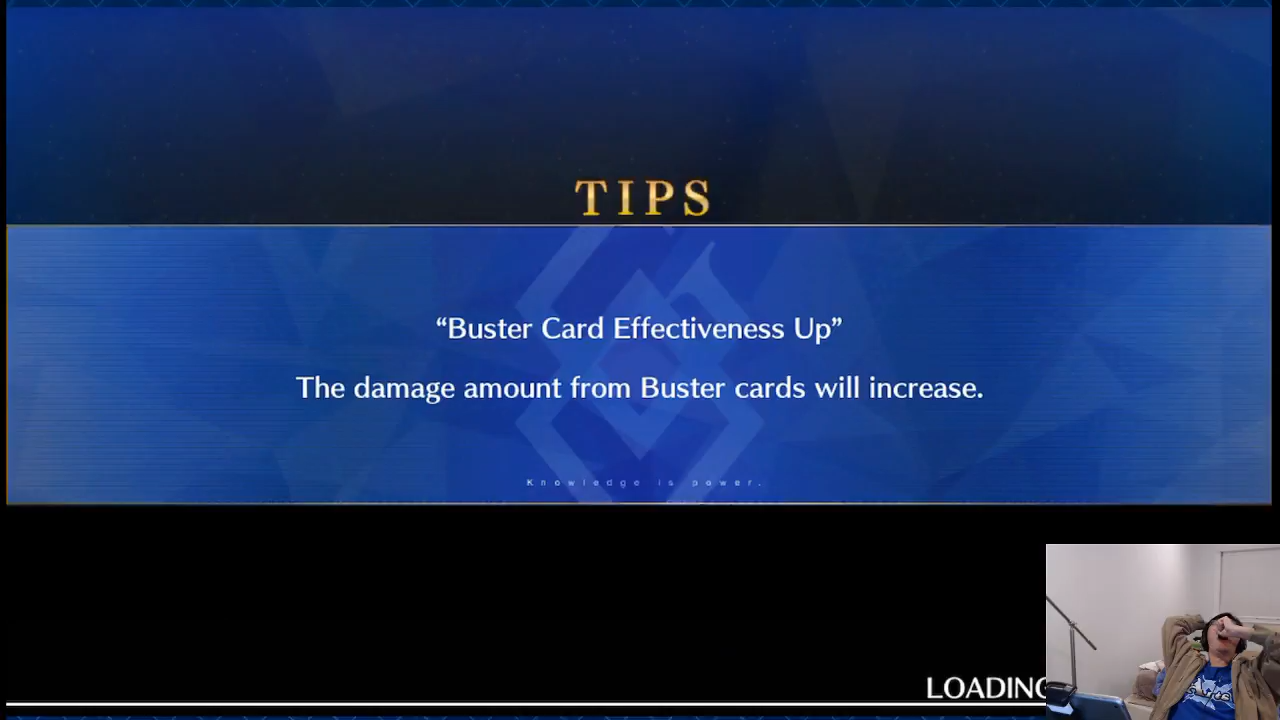 TIPS
“Buster Card Effectiveness Up”
The damage amount from Buster cards will increase.
Knowledge is power.
LOADING